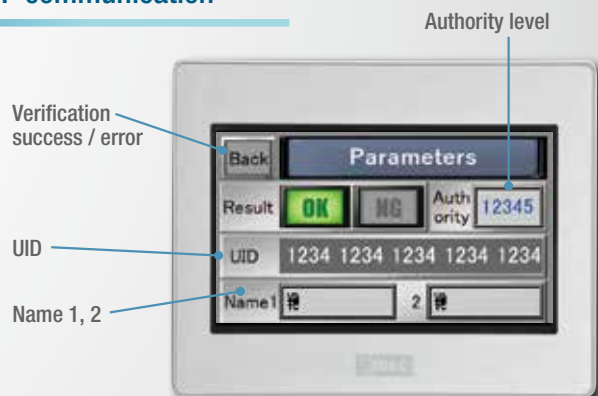 communication
Authority level
Verification
success / error
Back
Parameters
Result
OK
NG
Auth
ority
12345
UID
UID
1234 1234 1234 1234 1234
Name 1, 2
Name1
2